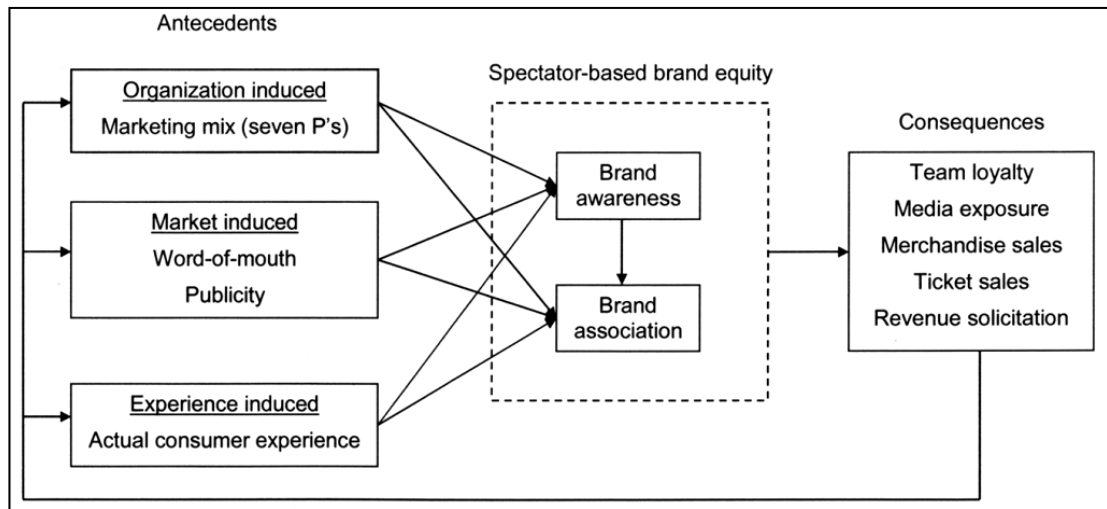 Antecedents
Organization induced
Marketing mix (seven P's)
Market induced
Word-of-mouth
Publicity
Experience induced
Actual consumer experience
Spectator-based brand equity
Brand
awareness
Brand
association
Consequences
Team loyalty
Media exposure
Merchandise sales
Ticket sales
Revenue solicitation